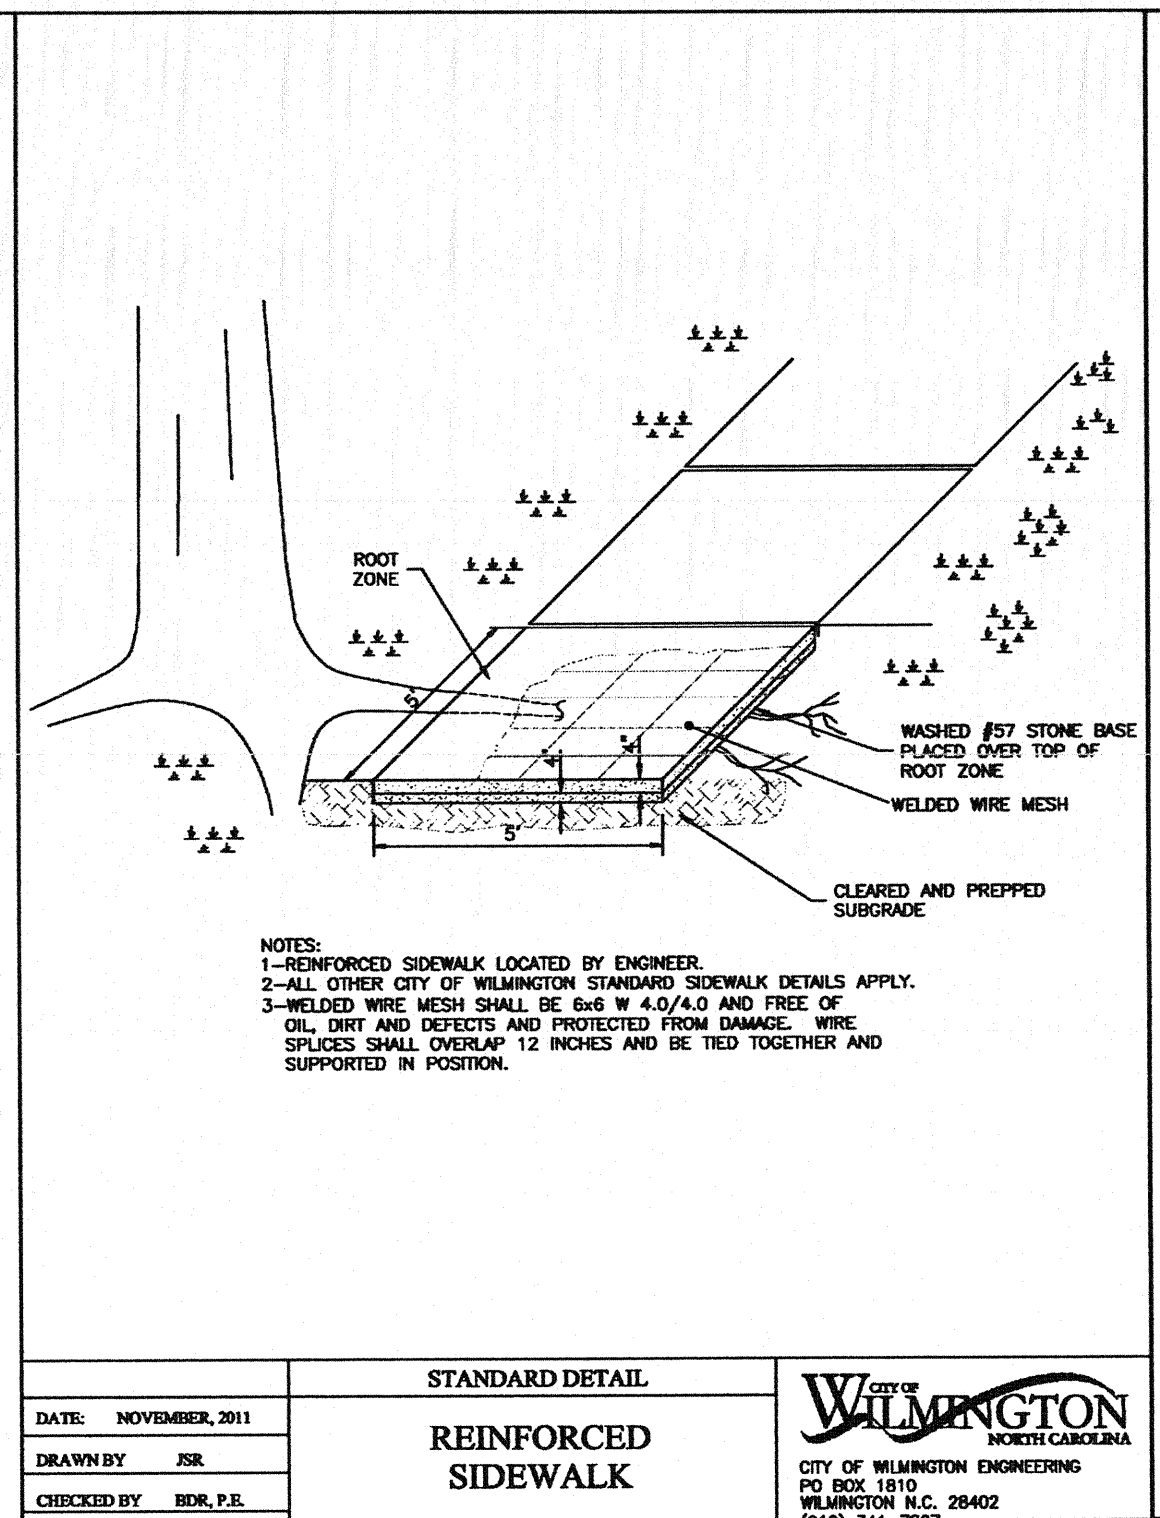 ROOT
ZONE
5'
4"
4"
5'
WASHED #57 STONE BASE
PLACED OVER TOP OF
ROOT ZONE
WELDED WIRE MESH
CLEARED AND PREPPED
SUBGRADE
NOTES:
1-REINFORCED SIDEWALK LOCATED BY ENGINEER.
2-ALL OTHER CITY OF WILMINGTON STANDARD SIDEWALK DETAILS APPLY.
3-WELDED WIRE MESH SHALL BE 6x6 W 4.0/4.0 AND FREE OF
OIL, DIRT AND DEFECTS AND PROTECTED FROM DAMAGE. WIRE
SPLICES SHALL OVERLAP 12 INCHES AND BE TIED TOGETHER AND
SUPPORTED IN POSITION.
DATE: NOVEMBER, 2011
DRAWN BY JSR
CHECKED BY BDR, P.E.
STANDARD DETAIL
REINFORCED
SIDEWALK
CITY OF
WILMINGTON
NORTH CAROLINA
CITY OF WILMINGTON ENGINEERING
PO BOX 1810
WILMINGTON N.C. 28402